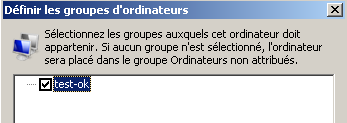 Définir les groupes d'ordinateurs
Sélectionnez les groupes auxquels cet ordinateur doit
appartenir. Si aucun groupe n'est sélectionné, l'ordinateur
sera placé dans le groupe Ordinateurs non attribués.
test-ok